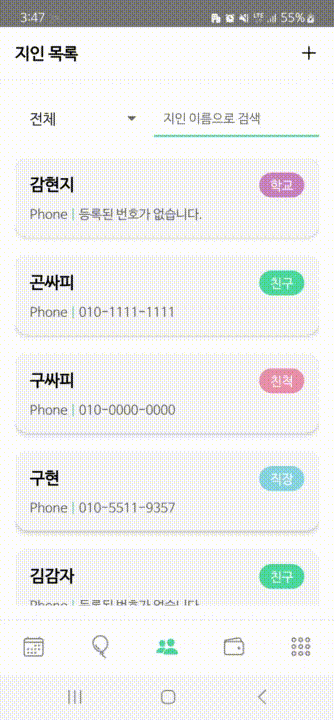 3:47
LTE 55%
지인 목록
+
전체
지인 이름으로 검색
감현지
학교
Phone | 등록된 번호가 없습니다.
곤싸피
친구
Phone | 010-1111-1111
구싸피
친척
Phone | 010-0000-0000
구현
직장
Phone | 010-5511-9357
김감자
친구
Phone | 등록된 번호가 없습니다